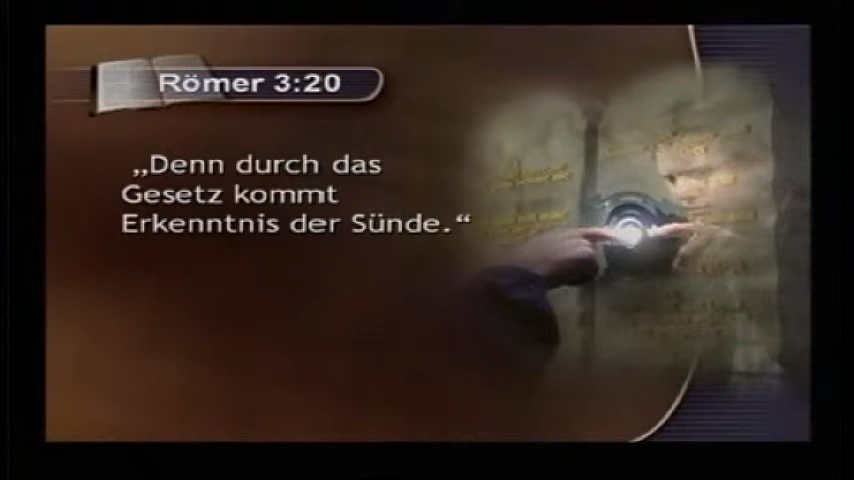 Römer 3:20
„Denn durch das
Gesetz kommt
Erkenntnis der Sünde.“